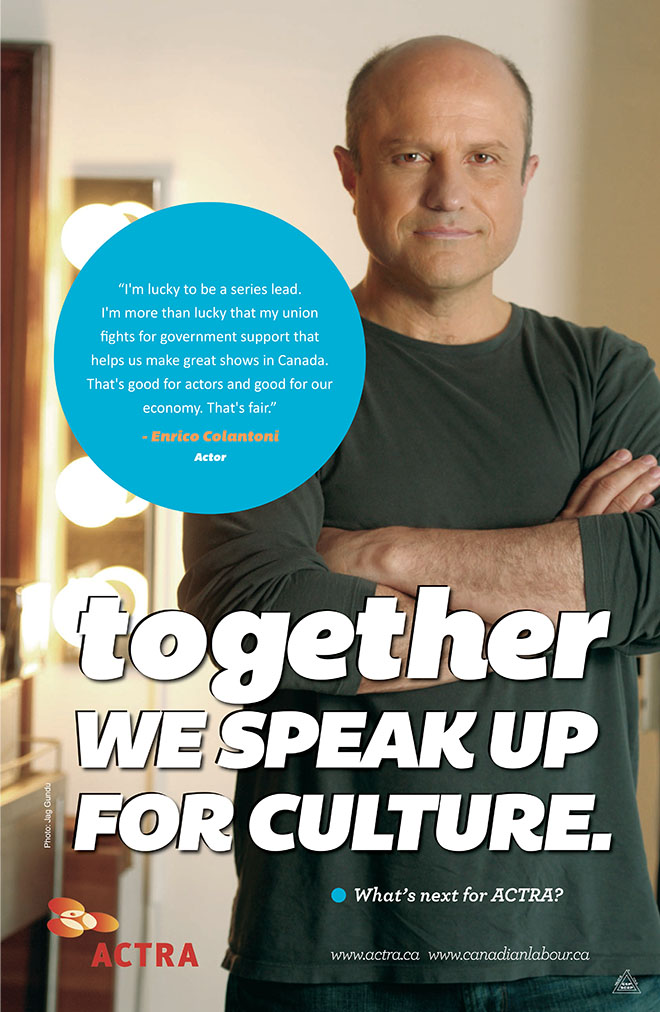 “I'm lucky to be a series lead.
I'm more than lucky that my union
fights for government support that
helps us make great shows in Canada.
That's good for actors and good for our
economy. That's fair.”
- Enrico Colantoni
Actor
together
WE SPEAK UP
FOR CULTURE.
Photo: Jag Gundu
What’s next for ACTRA?
ACTRA
www.actra.ca www.canadianlabour.ca